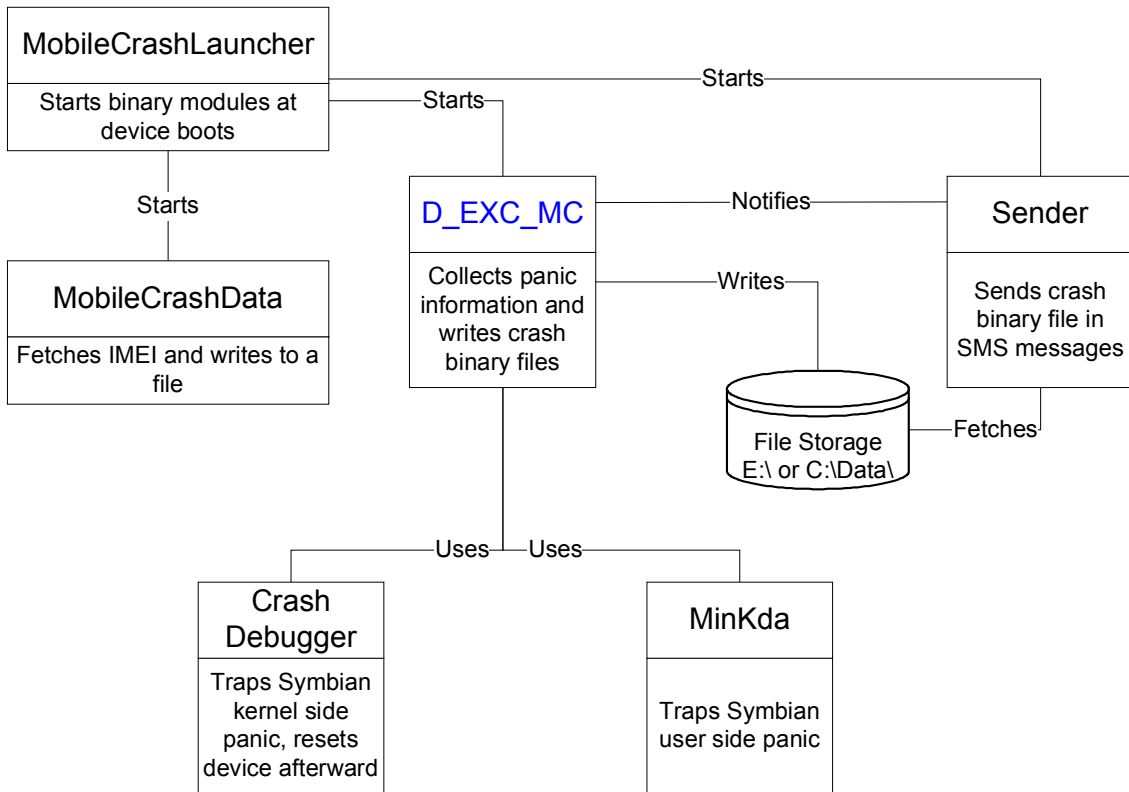 MobileCrashLauncher
Starts binary modules at
device boots
Starts
Starts
Starts
MobileCrashData
Fetches IMEI and writes to a
file
D_EXC_MC
Collects panic
information and
writes crash
binary files
Notifies
Writes
Sender
Sends crash
binary file in
SMS messages
File Storage
E:\ or C:\Data\
Fetches
Uses
Uses
Crash
Debugger
Traps Symbian
kernel side
panic, resets
device afterward
MinKda
Traps Symbian
user side panic